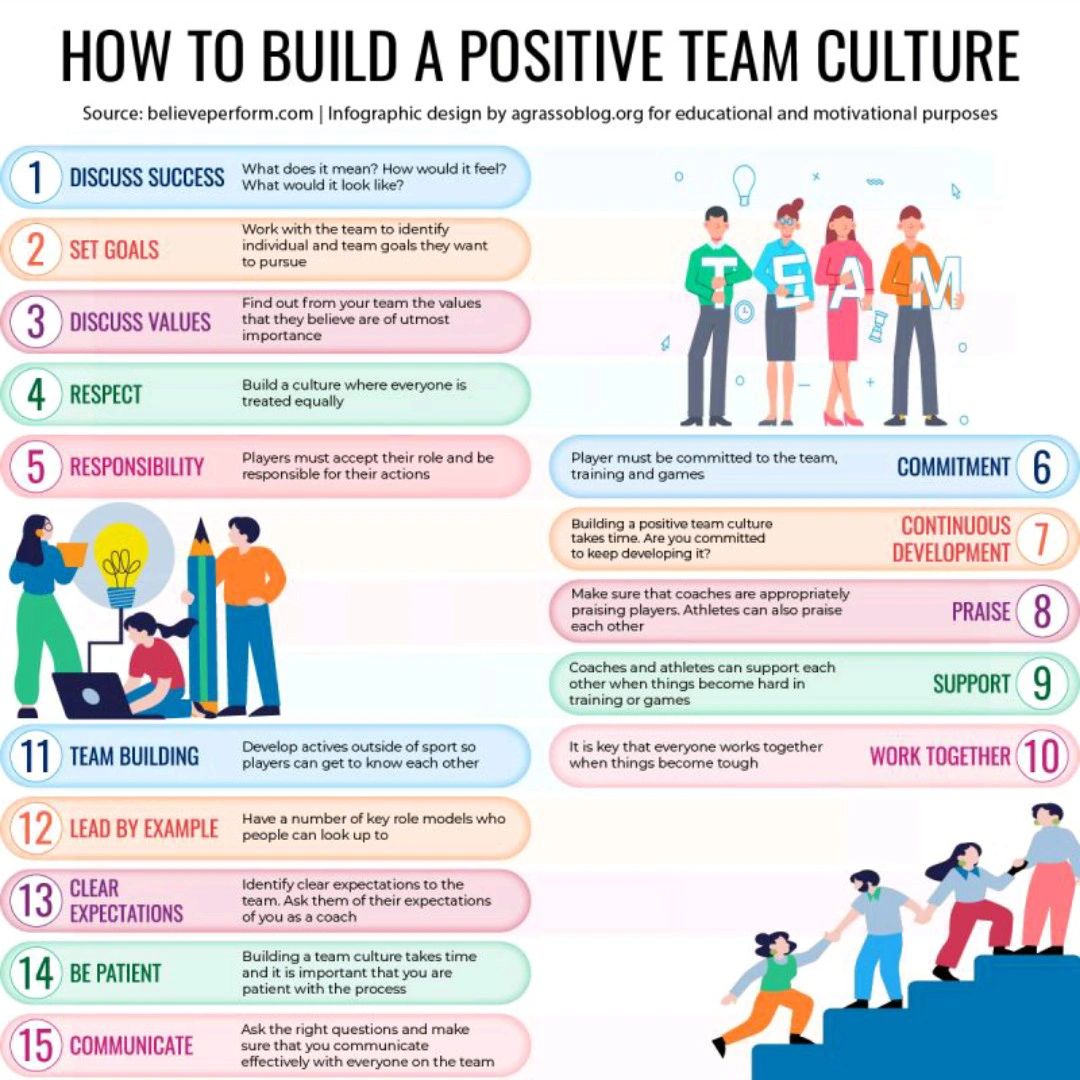 HOW TO BUILD A POSITIVE TEAM CULTURE
Source: believeperform.com | Infographic design by agrassoblog.org for educational and motivational purposes
1 DISCUSS SUCCESS
What does it mean? How would it feel?
What would it look like?
2 SET GOALS
Work with the team to identify
individual and team goals they want
to pursue
3 DISCUSS VALUES
Find out from your team the values
that they believe are of utmost
importance
4 RESPECT
Build a culture where everyone is
treated equally
5 RESPONSIBILITY
Players must accept their role and be
responsible for their actions
TEAM
Player must be committed to the team,
training and games
COMMITMENT 6
Building a positive team culture
takes time. Are you committed
to keep developing it?
CONTINUOUS
DEVELOPMENT 7
Make sure that coaches are appropriately
praising players. Athletes can also praise
each other
PRAISE 8
Coaches and athletes can support each
other when things become hard in
training or games
SUPPORT 9
It is key that everyone works together
when things become tough
WORK TOGETHER 10
11 TEAM BUILDING
Develop actives outside of sport so
players can get to know each other
12 LEAD BY EXAMPLE
Have a number of key role models who
people can look up to
13 CLEAR
EXPECTATIONS
Identify clear expectations to the
team. Ask them of their expectations
of you as a coach
14 BE PATIENT
Building a team culture takes time
and it is important that you are
patient with the process
15 COMMUNICATE
Ask the right questions and make
sure that you communicate
effectively with everyone on the team